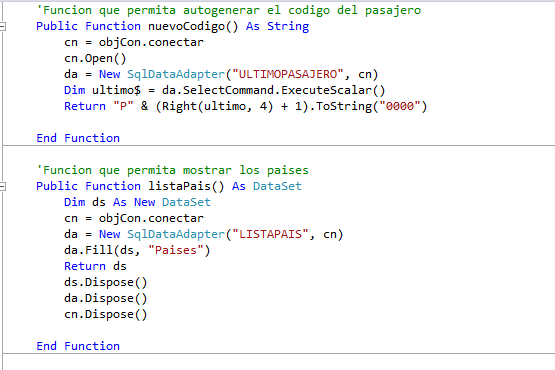 'Funcion que permita autogenerar el codigo del pasajero
Public Function nuevoCodigo() As String
cn = objCon.conectar
cn.Open()
da = New SqlDataAdapter("ULTIMOPASAJERO", cn)
Dim ultimo$ = da.SelectCommand.ExecuteScalar()
Return "P" & (Right(ultimo, 4) + 1).ToString("0000")
End Function
'Funcion que permita mostrar los paises
Public Function listaPais() As DataSet
Dim ds As New DataSet
cn = objCon.conectar
da = New SqlDataAdapter("LISTAPAIS", cn)
da.Fill(ds, "Paises")
Return ds
ds.Dispose()
da.Dispose()
cn.Dispose()
End Function